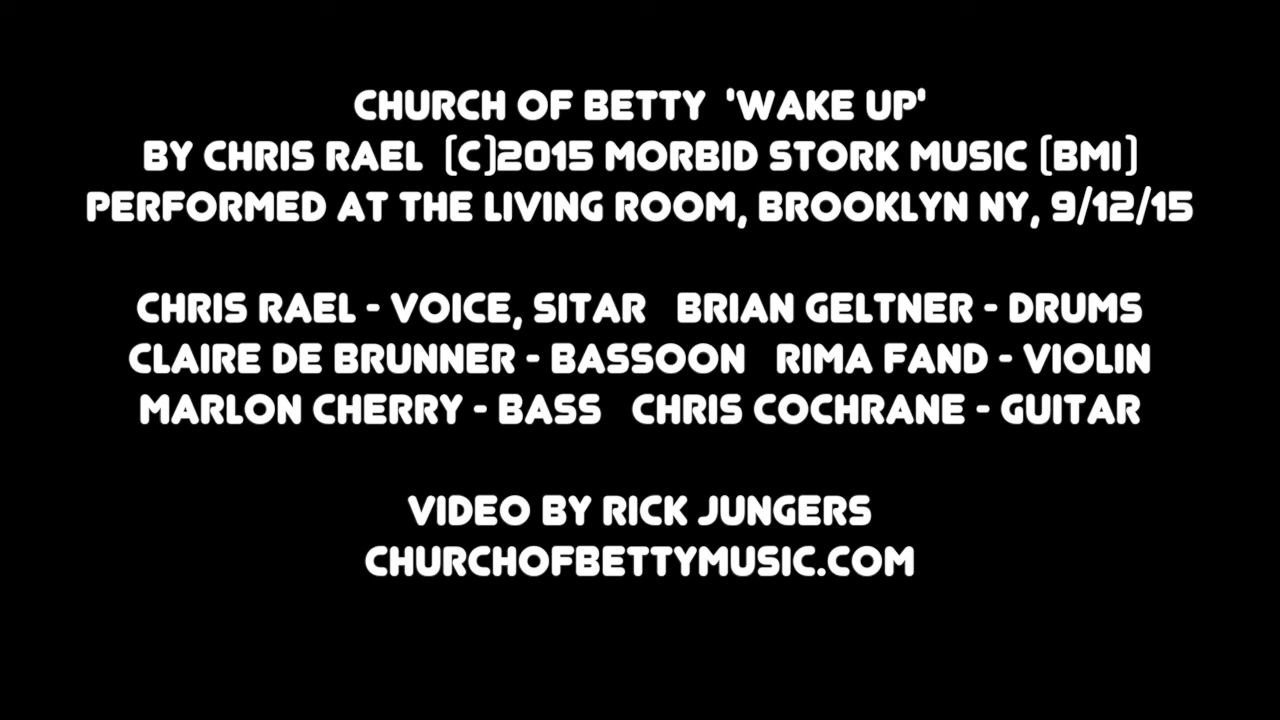 CHURCH OF BETTY 'WAKE UP'
BY CHRIS RAEL (C)2015 MORBID STORK MUSIC (BMI)
PERFORMED AT THE LIVING ROOM, BROOKLYN NY, 9/12/15
CHRIS RAEL - VOICE, SITAR BRIAN GELTNER - DRUMS
CLAIRE DE BRUNNER - BASSOON RIMA FAND - VIOLIN
MARLON CHERRY - BASS CHRIS COCHRANE - GUITAR
VIDEO BY RICK JUNGERS
CHURCHOFBETTYMUSIC.COM